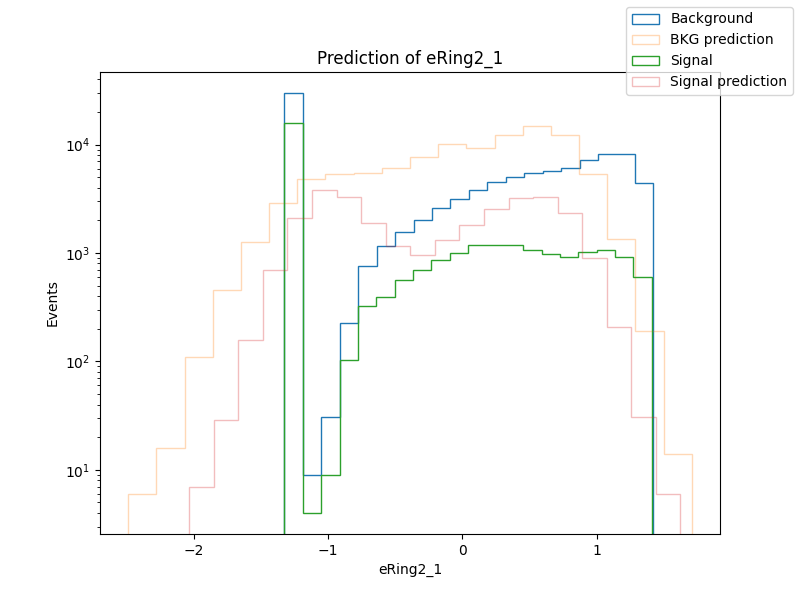 Prediction of eRing2_1
Background
BKG prediction
Signal
Signal prediction
Events
10⁴
10³
10²
10¹
−2
−1
0
1
eRing2_1